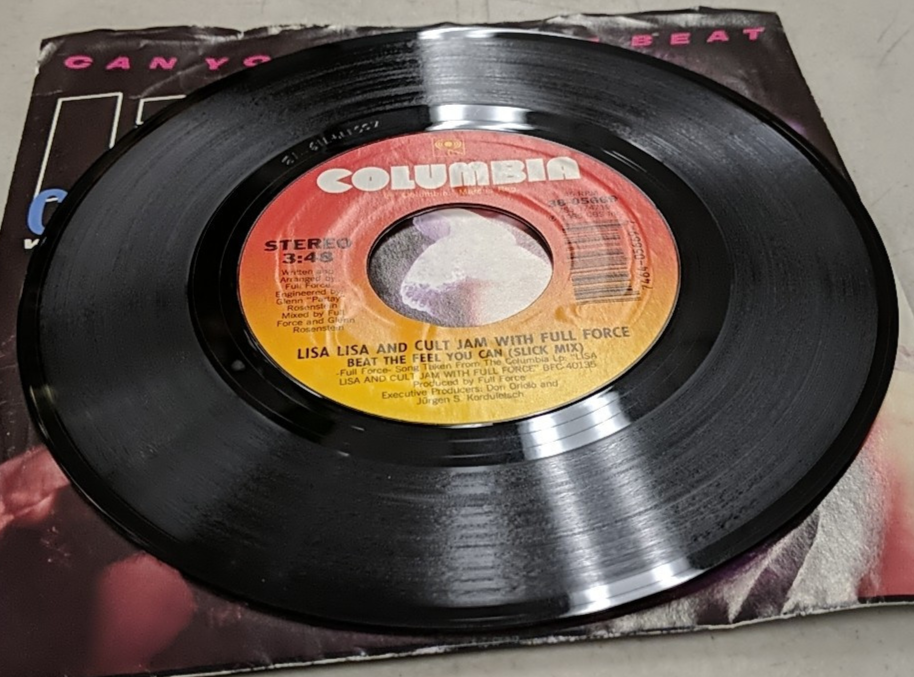 CAN YO
BEAT
COLUMBIA
STEREO
3:48
Written and
Arranged by
Full Force
Engineered by
Glenn "Patlay"
Rosenstein
Mixed by Full
Force and Glenn
Rosenstein
LISA LISA AND CULT JAM WITH FULL FORCE
BEAT THE FEEL YOU CAN (SLICK MIX)
-Full Force- Song Taken From The Columbia Lp "LISA
LISA AND CULT JAM WITH FULL FORCE" BFC 40135
Produced by Full Force
Executive Producers: Don Oriolo and
Jürgen S. Korduletsch